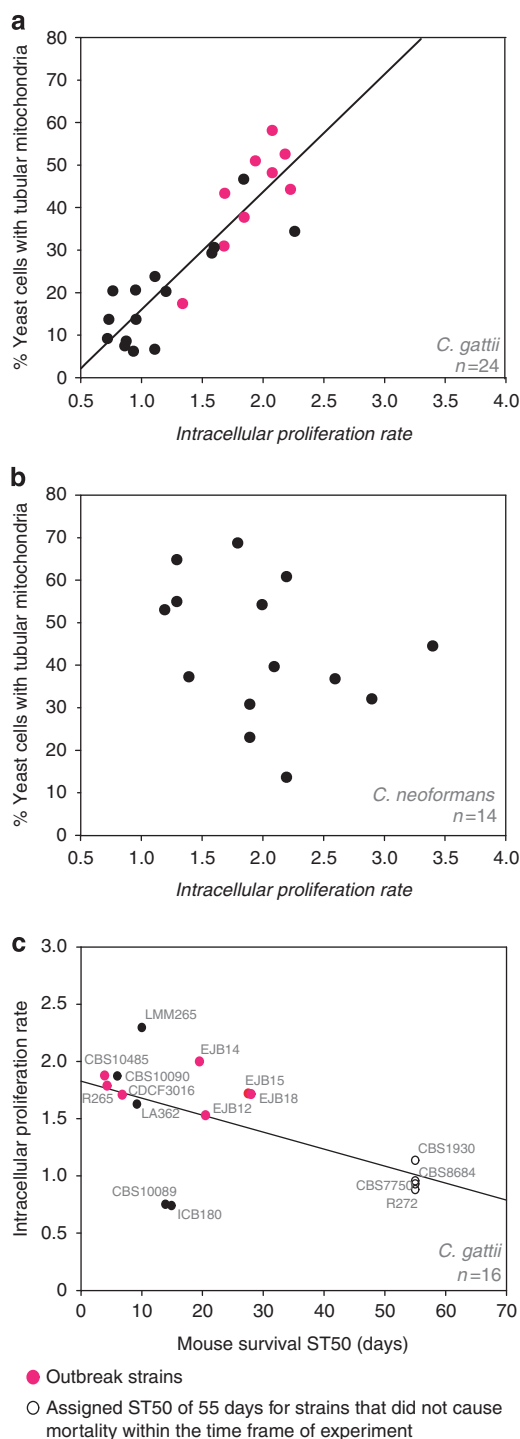 a
% Yeast cells with tubular mitochondria
80
70
60
50
40
30
20
10
0
C. gattii
n=24
0.5 1.0 1.5 2.0 2.5 3.0 3.5 4.0
Intracellular proliferation rate
b
% Yeast cells with tubular mitochondria
80
70
60
50
40
30
20
10
0
C. neoformans
n=14
0.5 1.0 1.5 2.0 2.5 3.0 3.5 4.0
Intracellular proliferation rate
c
Intracellular proliferation rate
3.0
2.5
2.0
1.5
1.0
0.5
0
LMM265
CBS10485
EJB14
CBS10090
EJB15
R265
CDCF3016
EJB18
LA362
EJB12
CBS1930
CBS8684
CBS7750
CBS10089
R272
ICB180
C. gattii
n=16
0 10 20 30 40 50 60 70
Mouse survival ST50 (days)
Outbreak strains
Assigned ST50 of 55 days for strains that did not cause
mortality within the time frame of experiment